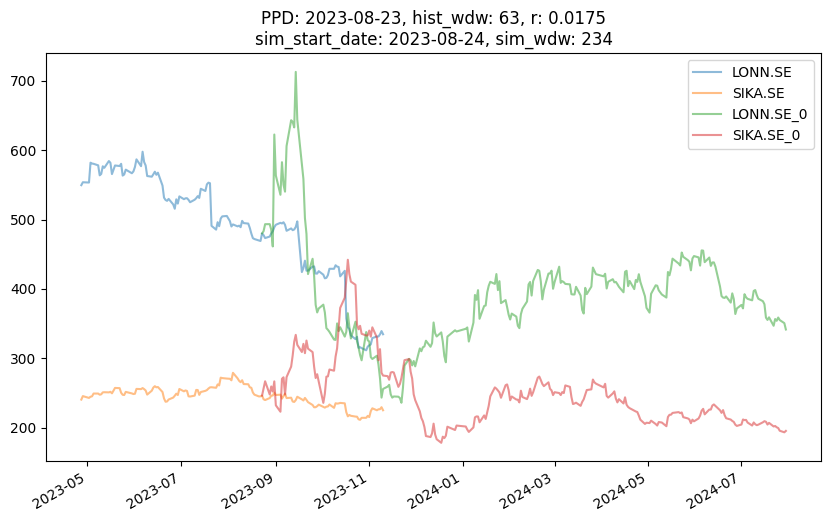 PPD: 2023-08-23, hist_wdw: 63, r: 0.0175
sim_start_date: 2023-08-24, sim_wdw: 234
LONN.SE
SIKA.SE
LONN.SE_0
SIKA.SE_0
700
600
500
400
300
200
2023-05
2023-07
2023-09
2023-11
2024-01
2024-03
2024-05
2024-07